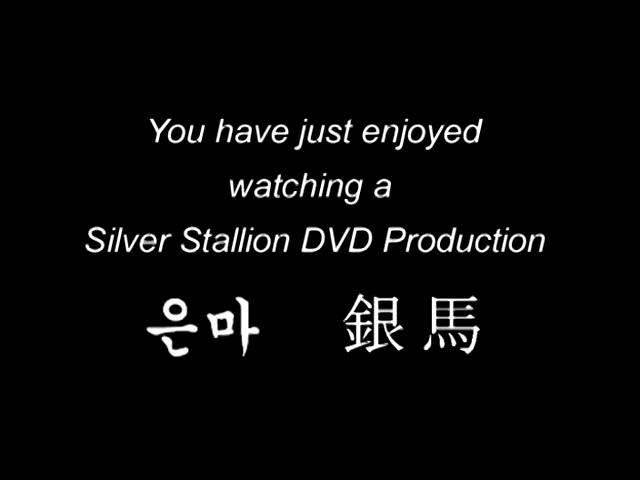 You have just enjoyed
watching a
Silver Stallion DVD Production
은마 銀馬